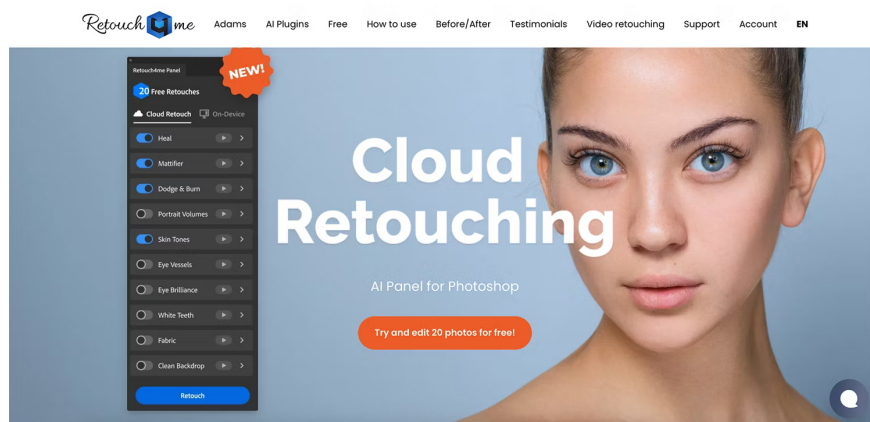 Retouch4me
Adams
AI Plugins
Free
How to use
Before/After
Testimonials
Video retouching
Support
Account
EN
Retouch4me Panel
NEW!
20 Free Retouches
Cloud Retouch
On-Device
Heal
Mattifier
Dodge & Burn
Portrait Volumes
Skin Tones
Eye Vessels
Eye Brilliance
White Teeth
Fabric
Clean Backdrop
Retouch
Cloud
Retouching
AI Panel for Photoshop
Try and edit 20 photos for free!